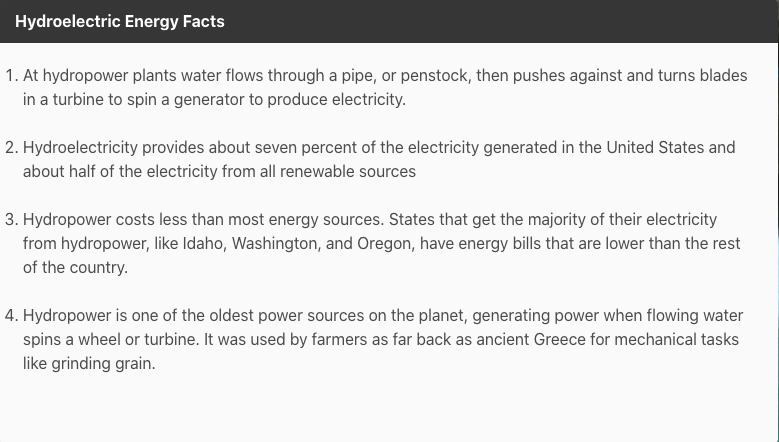 Hydroelectric Energy Facts
1. At hydropower plants water flows through a pipe, or penstock, then pushes against and turns blades
in a turbine to spin a generator to produce electricity.
2. Hydroelectricity provides about seven percent of the electricity generated in the United States and
about half of the electricity from all renewable sources
3. Hydropower costs less than most energy sources. States that get the majority of their electricity
from hydropower, like Idaho, Washington, and Oregon, have energy bills that are lower than the rest
of the country.
4. Hydropower is one of the oldest power sources on the planet, generating power when flowing water
spins a wheel or turbine. It was used by farmers as far back as ancient Greece for mechanical tasks
like grinding grain.